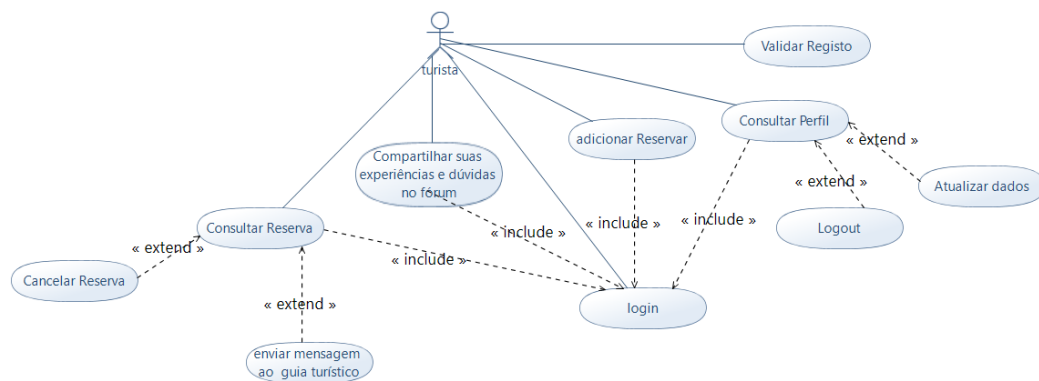 turista
Validar Registo
Consultar Perfil
adicionar Reservar
« extend »
Compartilhar suas
experiências e dúvidas
no fórum
« extend »
Atualizar dados
« include »
« include »
« include »
Logout
Consultar Reserva
« extend »
« include »
Cancelar Reserva
« extend »
login
enviar mensagem
ao guia turístico